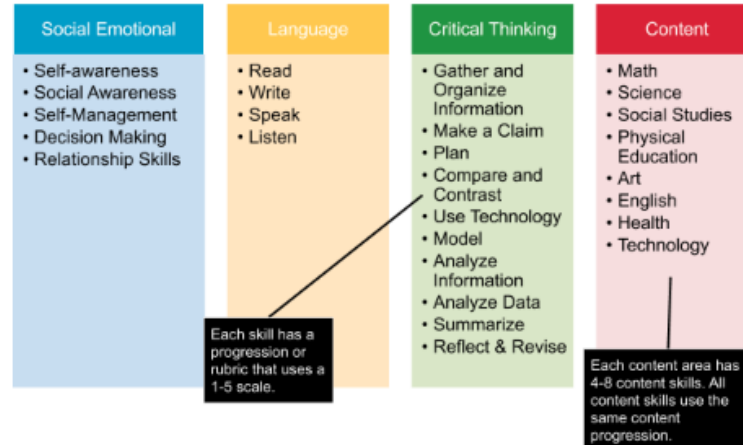 Social Emotional
• Self-awareness
• Social Awareness
• Self-Management
• Decision Making
• Relationship Skills
Language
• Read
• Write
• Speak
• Listen
Critical Thinking
• Gather and
Organize
Information
• Make a Claim
• Plan
• Compare and
Contrast
• Use Technology
• Model
• Analyze
Information
• Analyze Data
• Summarize
• Reflect & Revise
Content
• Math
• Science
• Social Studies
• Physical
Education
• Art
• English
• Health
• Technology
Each skill has a
progression or
rubric that uses a
1-5 scale.
Each content area has
4-8 content skills. All
content skills use the
same content
progression.